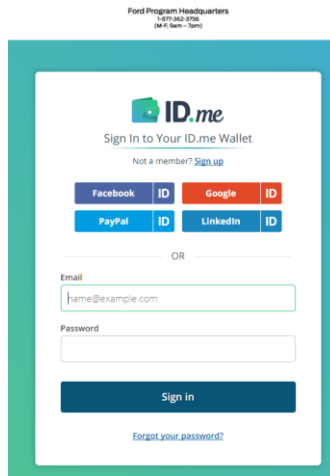 Ford Program Headquarters
1-877-362-3756
(M-F, 9am – 7pm)
ID.me
Sign In to Your ID.me Wallet
Not a member? Sign up
Facebook ID Google ID
PayPal ID LinkedIn ID
OR
Email
name@example.com
Password
Sign in
Forgot your password?